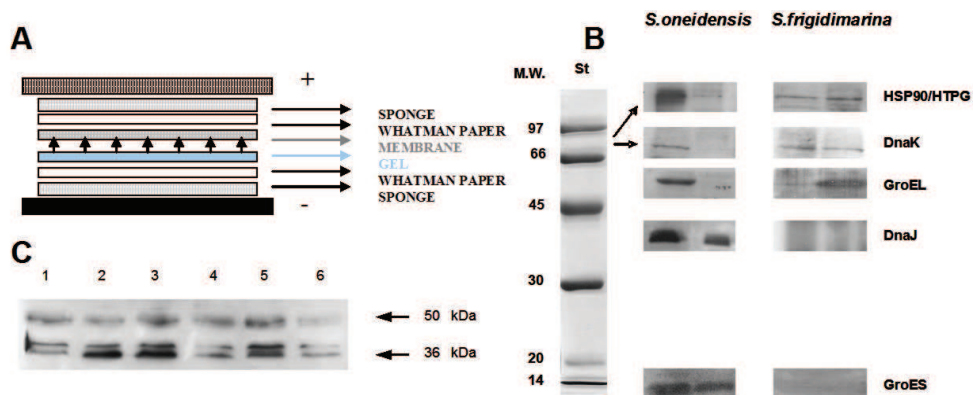 A
+
SPONGE
WHATMAN PAPER
MEMBRANE
GEL
WHATMAN PAPER
SPONGE
-
B
S.oneidensis S.frigidimarina
M.W. St
HSP90/HTPG
97
DnaK
66
GroEL
45
DnaJ
30
20
14
GroES
C
1 2 3 4 5 6
50 kDa
36 kDa